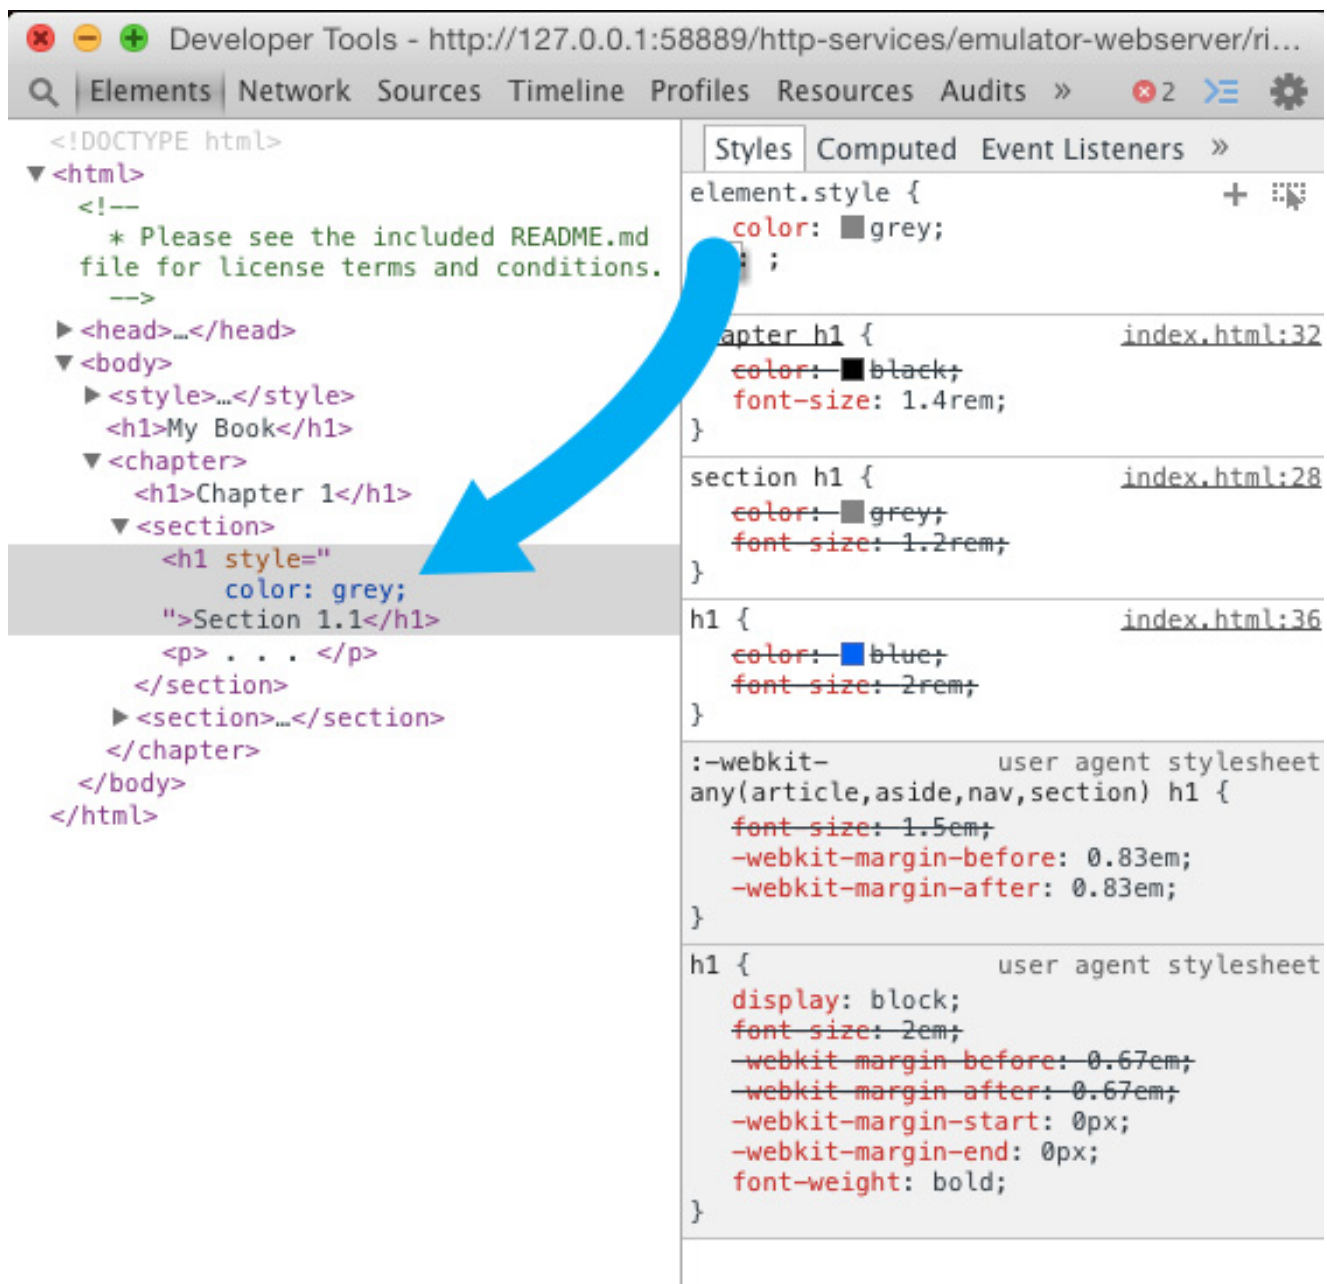 Developer Tools - http://127.0.0.1:58889/http-services/emulator-webserver/ri...
Elements Network Sources Timeline Profiles Resources Audits » 2
<!DOCTYPE html>
▼<html>
<!--
* Please see the included README.md
file for license terms and conditions.
-->
▶<head>…</head>
▼<body>
▶<style>…</style>
<h1>My Book</h1>
▼<chapter>
<h1>Chapter 1</h1>
▼<section>
<h1 style="
color: grey;
">Section 1.1</h1>
<p> . . . </p>
</section>
▶<section>…</section>
</chapter>
</body>
</html>
Styles Computed Event Listeners »
element.style {
color: grey;
: ;
apter h1 { index.html:32
color: black;
font-size: 1.4rem;
}
section h1 { index.html:28
color: grey;
font-size: 1.2rem;
}
h1 { index.html:36
color: blue;
font-size: 2rem;
}
:-webkit- user agent stylesheet
any(article,aside,nav,section) h1 {
font-size: 1.5em;
-webkit-margin-before: 0.83em;
-webkit-margin-after: 0.83em;
}
h1 { user agent stylesheet
display: block;
font-size: 2em;
-webkit-margin-before: 0.67em;
-webkit-margin-after: 0.67em;
-webkit-margin-start: 0px;
-webkit-margin-end: 0px;
font-weight: bold;
}